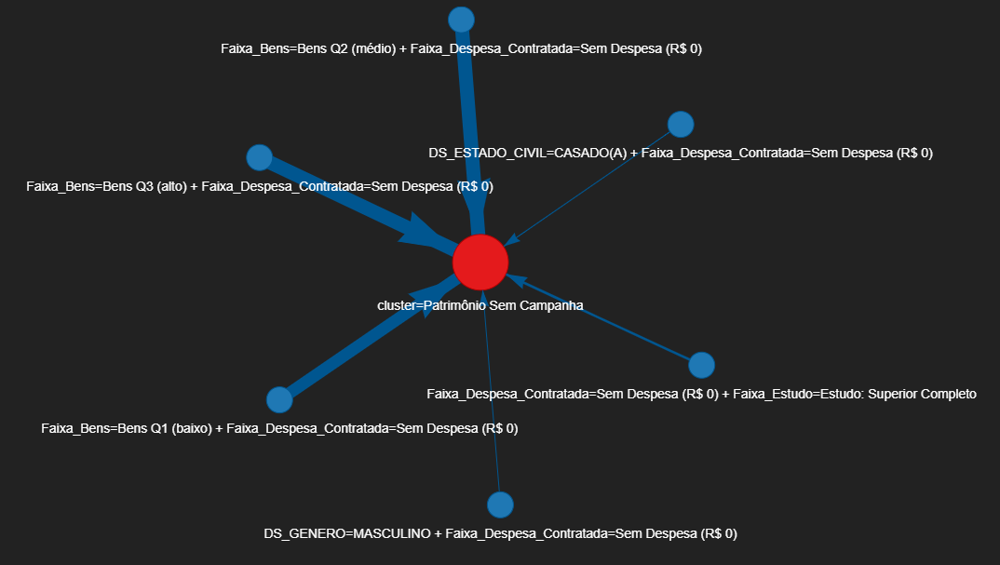 Faixa_Bens=Bens Q2 (médio) + Faixa_Despesa_Contratada=Sem Despesa (R$ 0)
DS_ESTADO_CIVIL=CASADO(A) + Faixa_Despesa_Contratada=Sem Despesa (R$ 0)
Faixa_Bens=Bens Q3 (alto) + Faixa_Despesa_Contratada=Sem Despesa (R$ 0)
cluster=Patrimônio Sem Campanha
Faixa_Despesa_Contratada=Sem Despesa (R$ 0) + Faixa_Estudo=Estudo: Superior Completo
Faixa_Bens=Bens Q1 (baixo) + Faixa_Despesa_Contratada=Sem Despesa (R$ 0)
DS_GENERO=MASCULINO + Faixa_Despesa_Contratada=Sem Despesa (R$ 0)